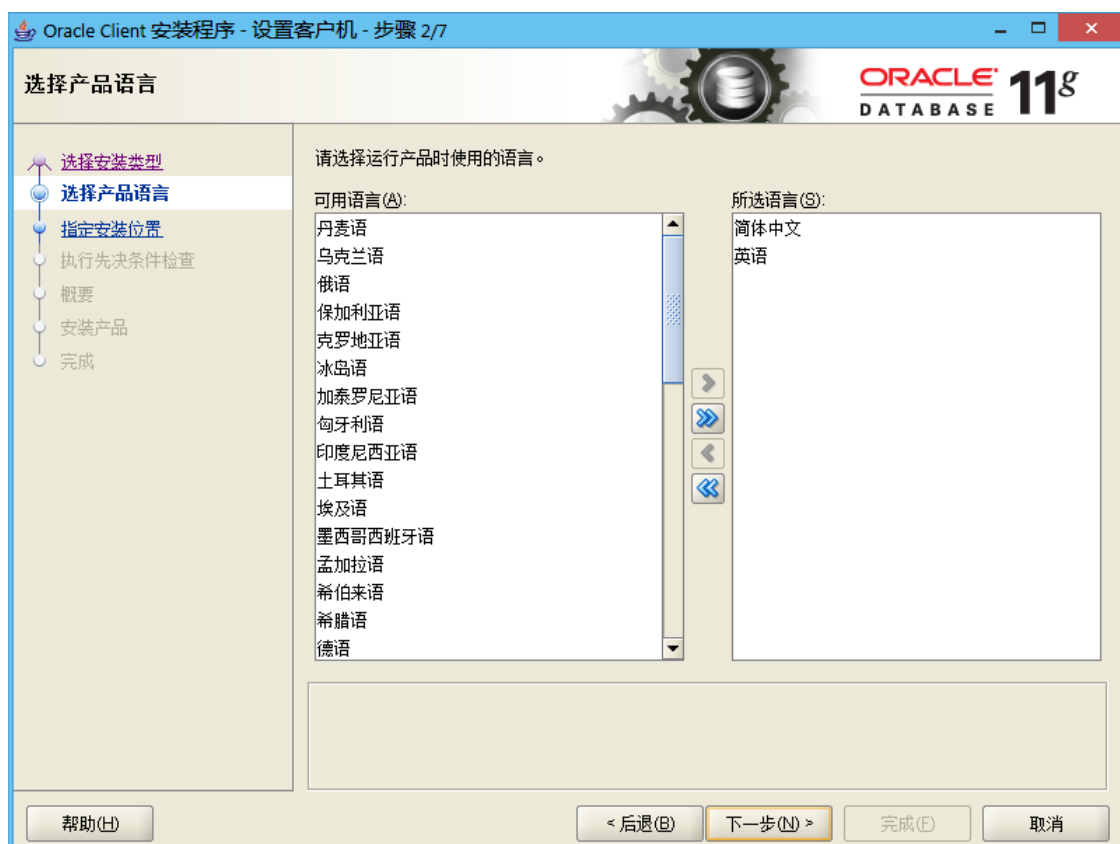 Oracle Client 安装程序 - 设置客户机 - 步骤 2/7
选择产品语言
ORACLE
DATABASE
11g
选择安装类型
选择产品语言
指定安装位置
执行先决条件检查
概要
安装产品
完成
请选择运行产品时使用的语言。
可用语言(A):
丹麦语
乌克兰语
俄语
保加利亚语
克罗地亚语
冰岛语
加泰罗尼亚语
匈牙利语
印度尼西亚语
土耳其语
埃及语
墨西哥西班牙语
孟加拉语
希伯来语
希腊语
德语
所选语言(S):
简体中文
英语
帮助(H)
< 后退(B)
下一步(N) >
完成(F)
取消